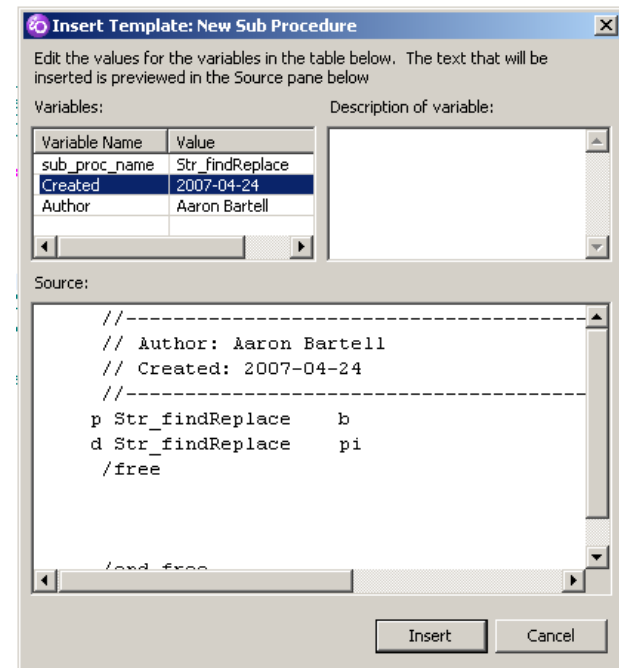 Insert Template: New Sub Procedure
Edit the values for the variables in the table below. The text that will be
inserted is previewed in the Source pane below
Variables: Description of variable:
Variable Name Value
sub_proc_name Str_findReplace
Created 2007-04-24
Author Aaron Bartell
Source:
//------------------------------------------
// Author: Aaron Bartell
// Created: 2007-04-24
//------------------------------------------
p Str_findReplace b
d Str_findReplace pi
/free
/end-free
Insert Cancel